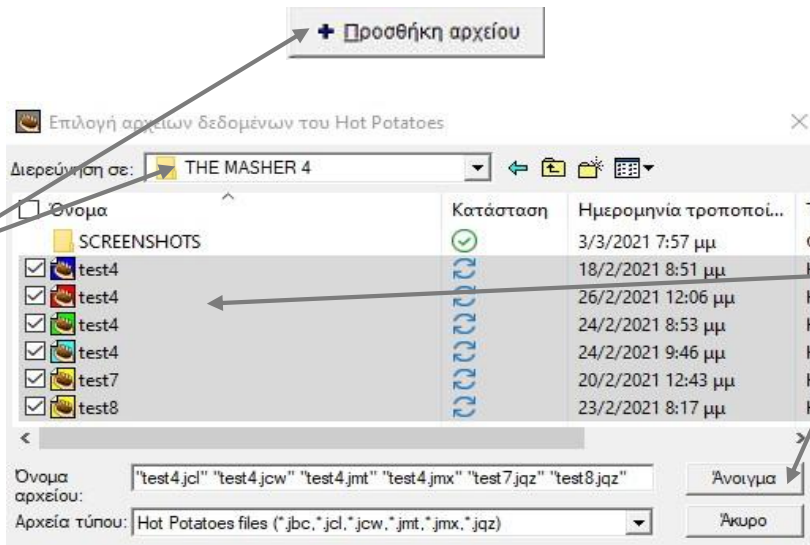 + Προσθήκη αρχείου
Επιλογή αρχείων δεδομένων του Hot Potatoes
Διερεύνηση σε: THE MASHER 4
Όνομα Κατάσταση Ημερομηνία τροποποί...
SCREENSHOTS 3/3/2021 7:57 μμ
test4 18/2/2021 8:51 μμ
test4 26/2/2021 12:06 μμ
test4 24/2/2021 8:53 μμ
test4 24/2/2021 9:46 μμ
test7 20/2/2021 12:43 μμ
test8 23/2/2021 8:17 μμ
Όνομα αρχείου: "test4.jcl" "test4.jcw" "test4.jmt" "test4.jmx" "test7.jqz" "test8.jqz" Άνοιγμα
Αρχεία τύπου: Hot Potatoes files (*.jbc,*.jcl,*.jcw,*.jmt,*.jmx,*.jqz) Άκυρο